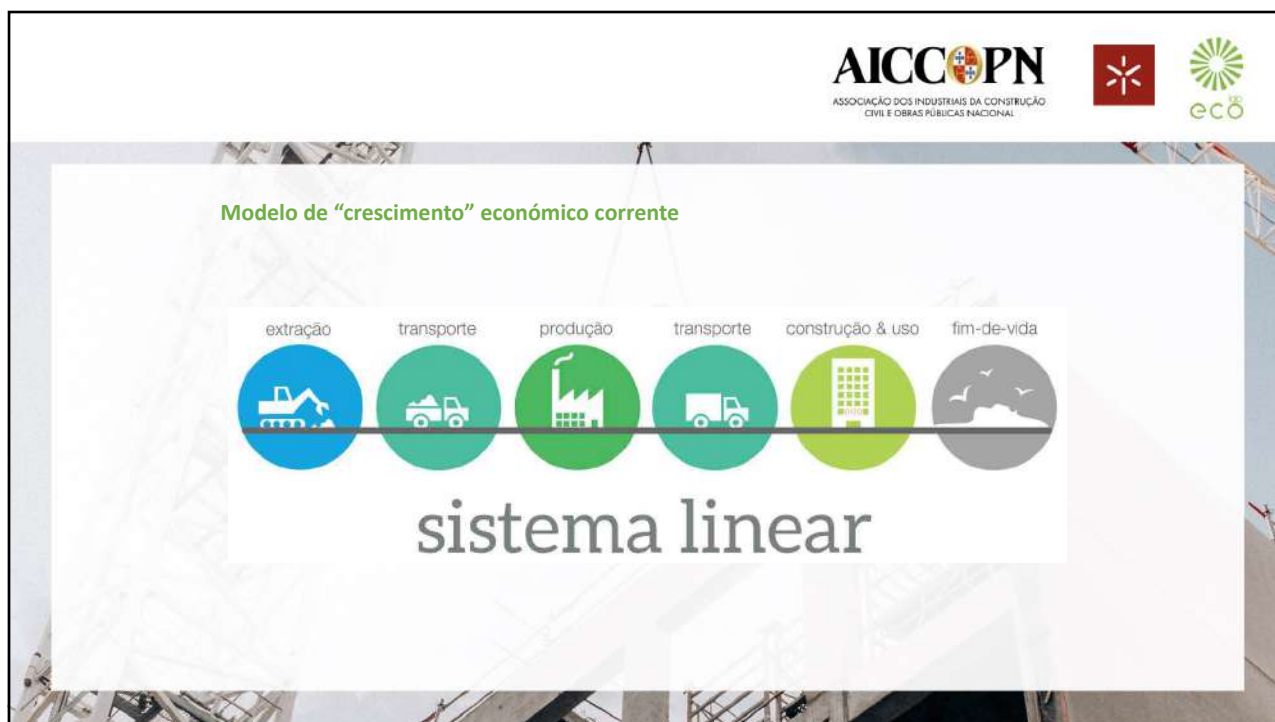 AICCOPN
ASSOCIAÇÃO DOS INDUSTRIAIS DA CONSTRUÇÃO
CIVIL E OBRAS PÚBLICAS NACIONAL
eco
Modelo de “crescimento” económico corrente
extração transporte produção transporte construção & uso fim-de-vida
sistema linear